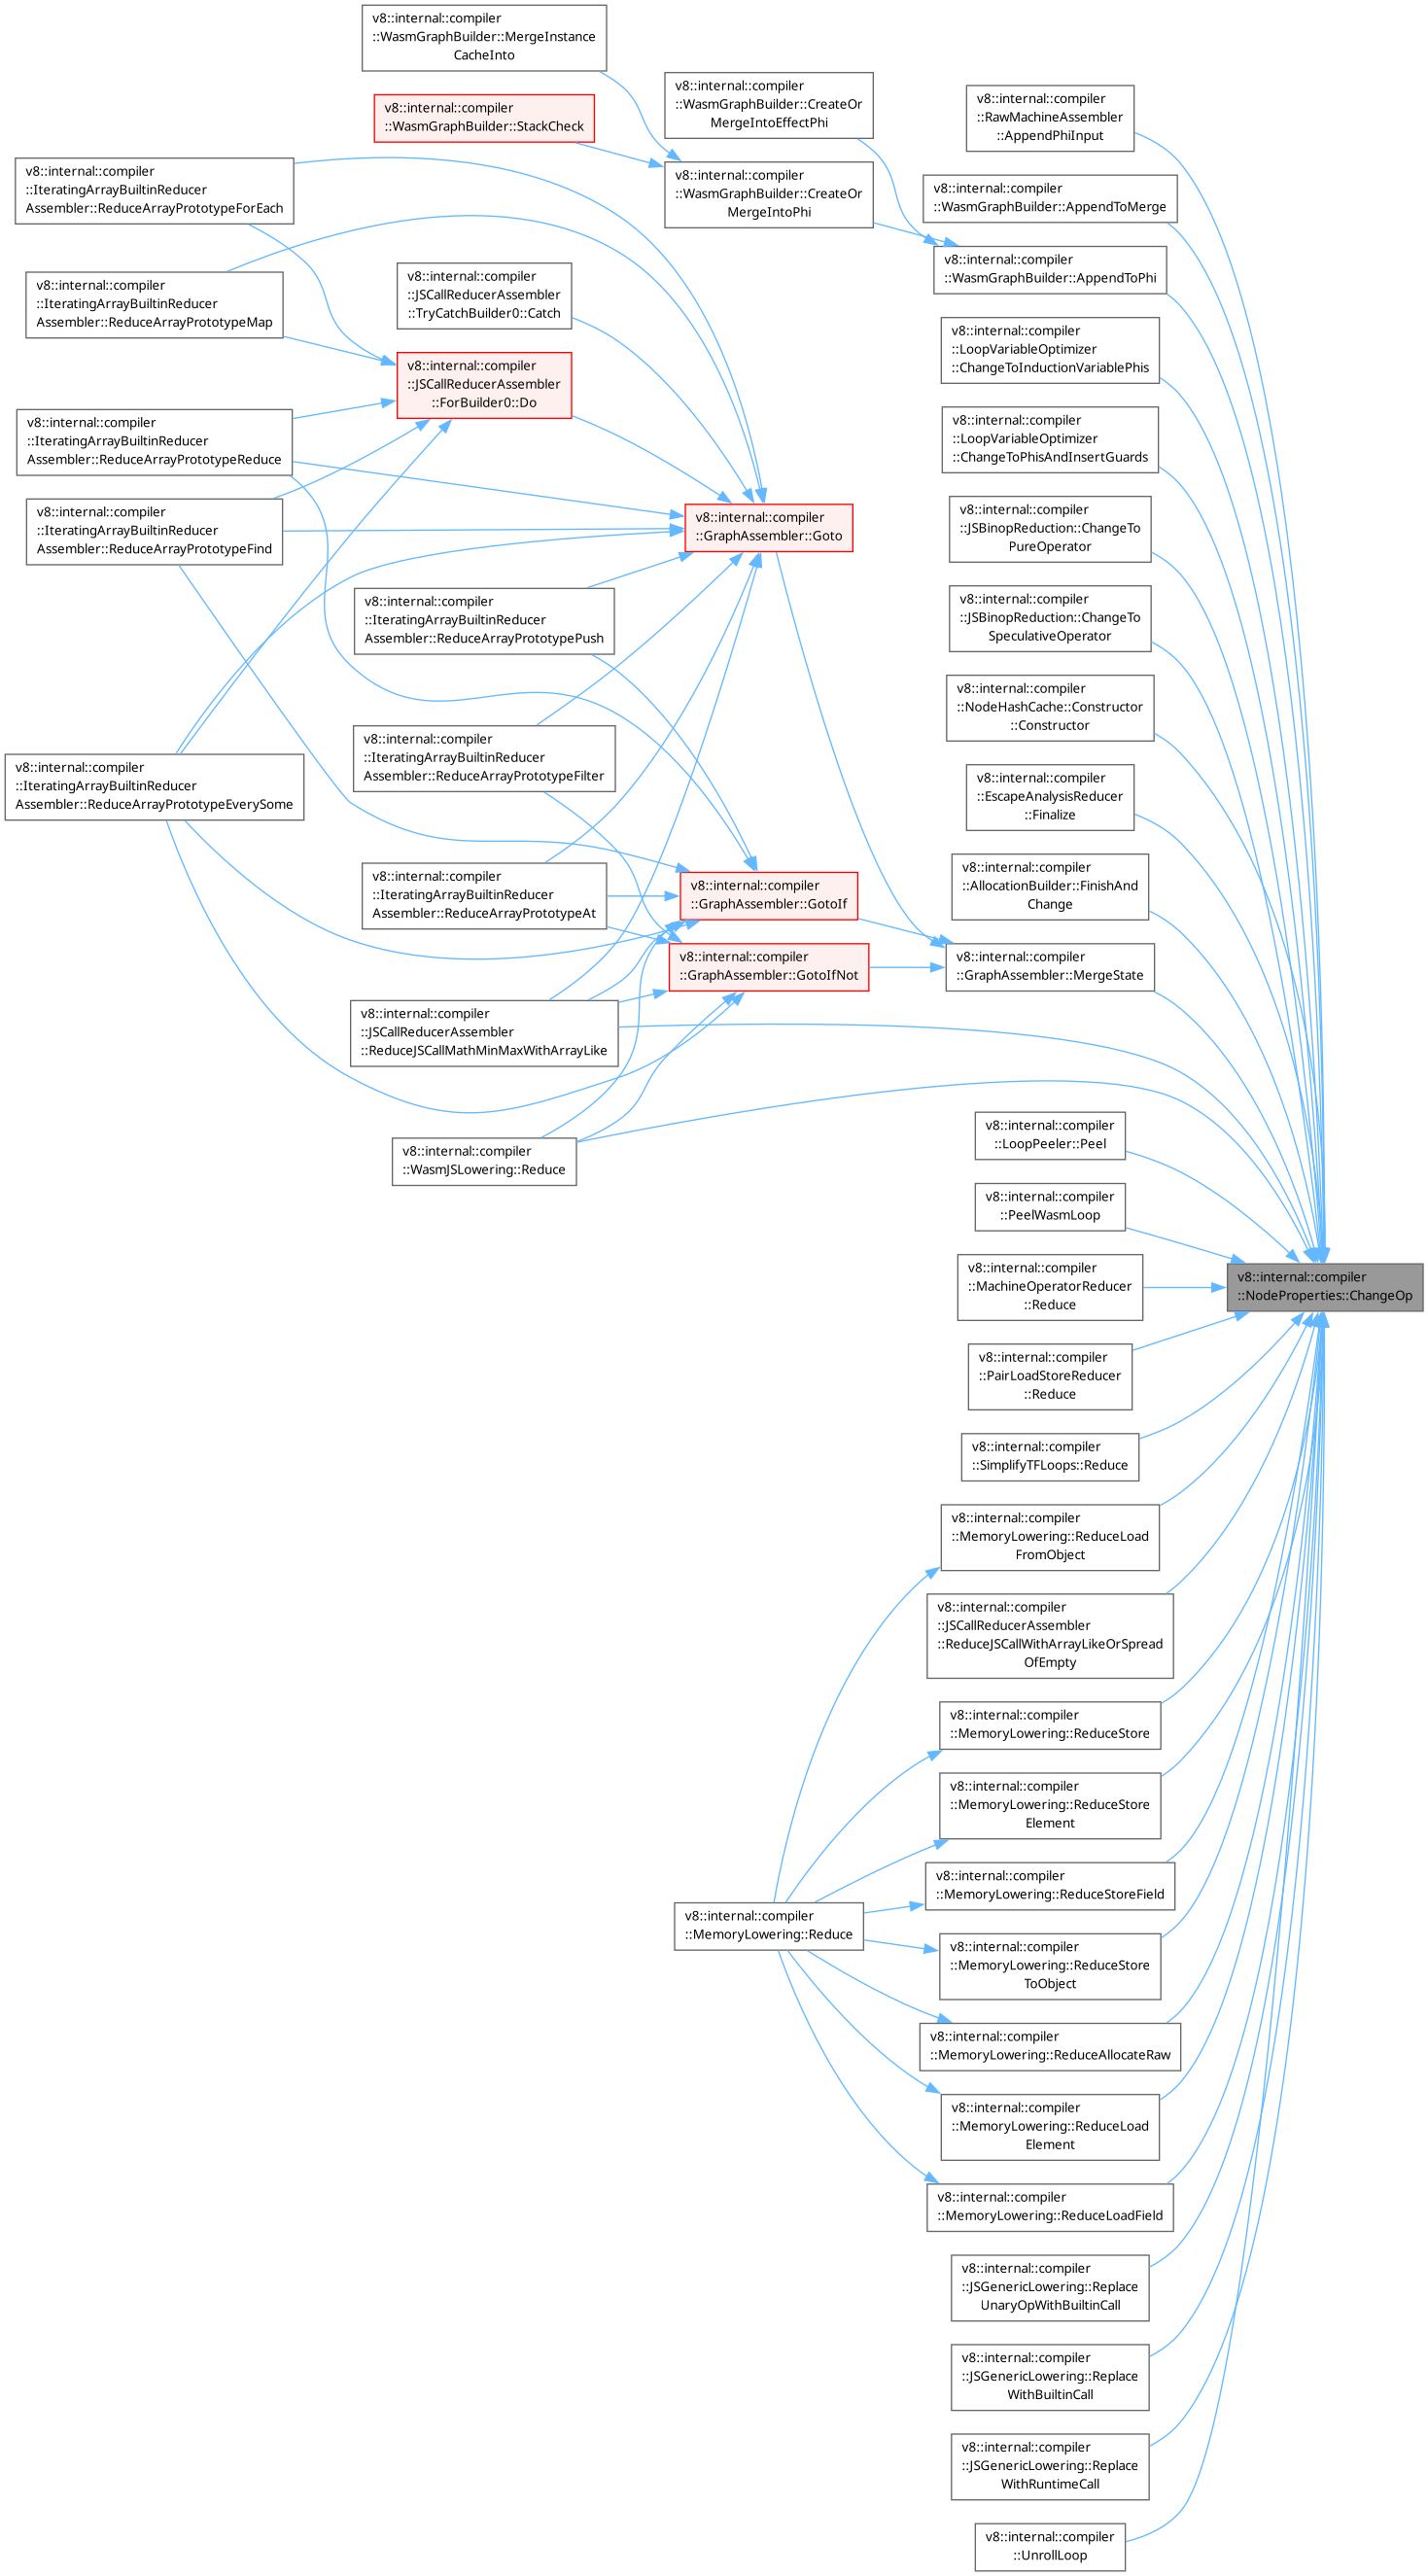 v8::internal::compiler
::WasmGraphBuilder::MergeInstance
CacheInto
v8::internal::compiler
::WasmGraphBuilder::StackCheck
v8::internal::compiler
::WasmGraphBuilder::CreateOr
MergeIntoEffectPhi
v8::internal::compiler
::WasmGraphBuilder::CreateOr
MergeIntoPhi
v8::internal::compiler
::RawMachineAssembler
::AppendPhiInput
v8::internal::compiler
::WasmGraphBuilder::AppendToMerge
v8::internal::compiler
::WasmGraphBuilder::AppendToPhi
v8::internal::compiler
::IteratingArrayBuiltinReducer
Assembler::ReduceArrayPrototypeForEach
v8::internal::compiler
::IteratingArrayBuiltinReducer
Assembler::ReduceArrayPrototypeMap
v8::internal::compiler
::JSCallReducerAssembler
::TryCatchBuilder0::Catch
v8::internal::compiler
::JSCallReducerAssembler
::ForBuilder0::Do
v8::internal::compiler
::IteratingArrayBuiltinReducer
Assembler::ReduceArrayPrototypeReduce
v8::internal::compiler
::IteratingArrayBuiltinReducer
Assembler::ReduceArrayPrototypeFind
v8::internal::compiler
::GraphAssembler::Goto
v8::internal::compiler
::IteratingArrayBuiltinReducer
Assembler::ReduceArrayPrototypePush
v8::internal::compiler
::IteratingArrayBuiltinReducer
Assembler::ReduceArrayPrototypeFilter
v8::internal::compiler
::IteratingArrayBuiltinReducer
Assembler::ReduceArrayPrototypeEverySome
v8::internal::compiler
::IteratingArrayBuiltinReducer
Assembler::ReduceArrayPrototypeAt
v8::internal::compiler
::GraphAssembler::GotoIf
v8::internal::compiler
::GraphAssembler::GotoIfNot
v8::internal::compiler
::JSCallReducerAssembler
::ReduceJSCallMathMinMaxWithArrayLike
v8::internal::compiler
::WasmJSLowering::Reduce
v8::internal::compiler
::LoopVariableOptimizer
::ChangeToInductionVariablePhis
v8::internal::compiler
::LoopVariableOptimizer
::ChangeToPhisAndInsertGuards
v8::internal::compiler
::JSBinopReduction::ChangeTo
PureOperator
v8::internal::compiler
::JSBinopReduction::ChangeTo
SpeculativeOperator
v8::internal::compiler
::NodeHashCache::Constructor
::Constructor
v8::internal::compiler
::EscapeAnalysisReducer
::Finalize
v8::internal::compiler
::AllocationBuilder::FinishAnd
Change
v8::internal::compiler
::GraphAssembler::MergeState
v8::internal::compiler
::LoopPeeler::Peel
v8::internal::compiler
::PeelWasmLoop
v8::internal::compiler
::MachineOperatorReducer
::Reduce
v8::internal::compiler
::NodeProperties::ChangeOp
v8::internal::compiler
::PairLoadStoreReducer
::Reduce
v8::internal::compiler
::SimplifyTFLoops::Reduce
v8::internal::compiler
::MemoryLowering::ReduceLoad
FromObject
v8::internal::compiler
::JSCallReducerAssembler
::ReduceJSCallWithArrayLikeOrSpread
OfEmpty
v8::internal::compiler
::MemoryLowering::ReduceStore
v8::internal::compiler
::MemoryLowering::ReduceStore
Element
v8::internal::compiler
::MemoryLowering::ReduceStoreField
v8::internal::compiler
::MemoryLowering::Reduce
v8::internal::compiler
::MemoryLowering::ReduceStore
ToObject
v8::internal::compiler
::MemoryLowering::ReduceAllocateRaw
v8::internal::compiler
::MemoryLowering::ReduceLoad
Element
v8::internal::compiler
::MemoryLowering::ReduceLoadField
v8::internal::compiler
::JSGenericLowering::Replace
UnaryOpWithBuiltinCall
v8::internal::compiler
::JSGenericLowering::Replace
WithBuiltinCall
v8::internal::compiler
::JSGenericLowering::Replace
WithRuntimeCall
v8::internal::compiler
::UnrollLoop